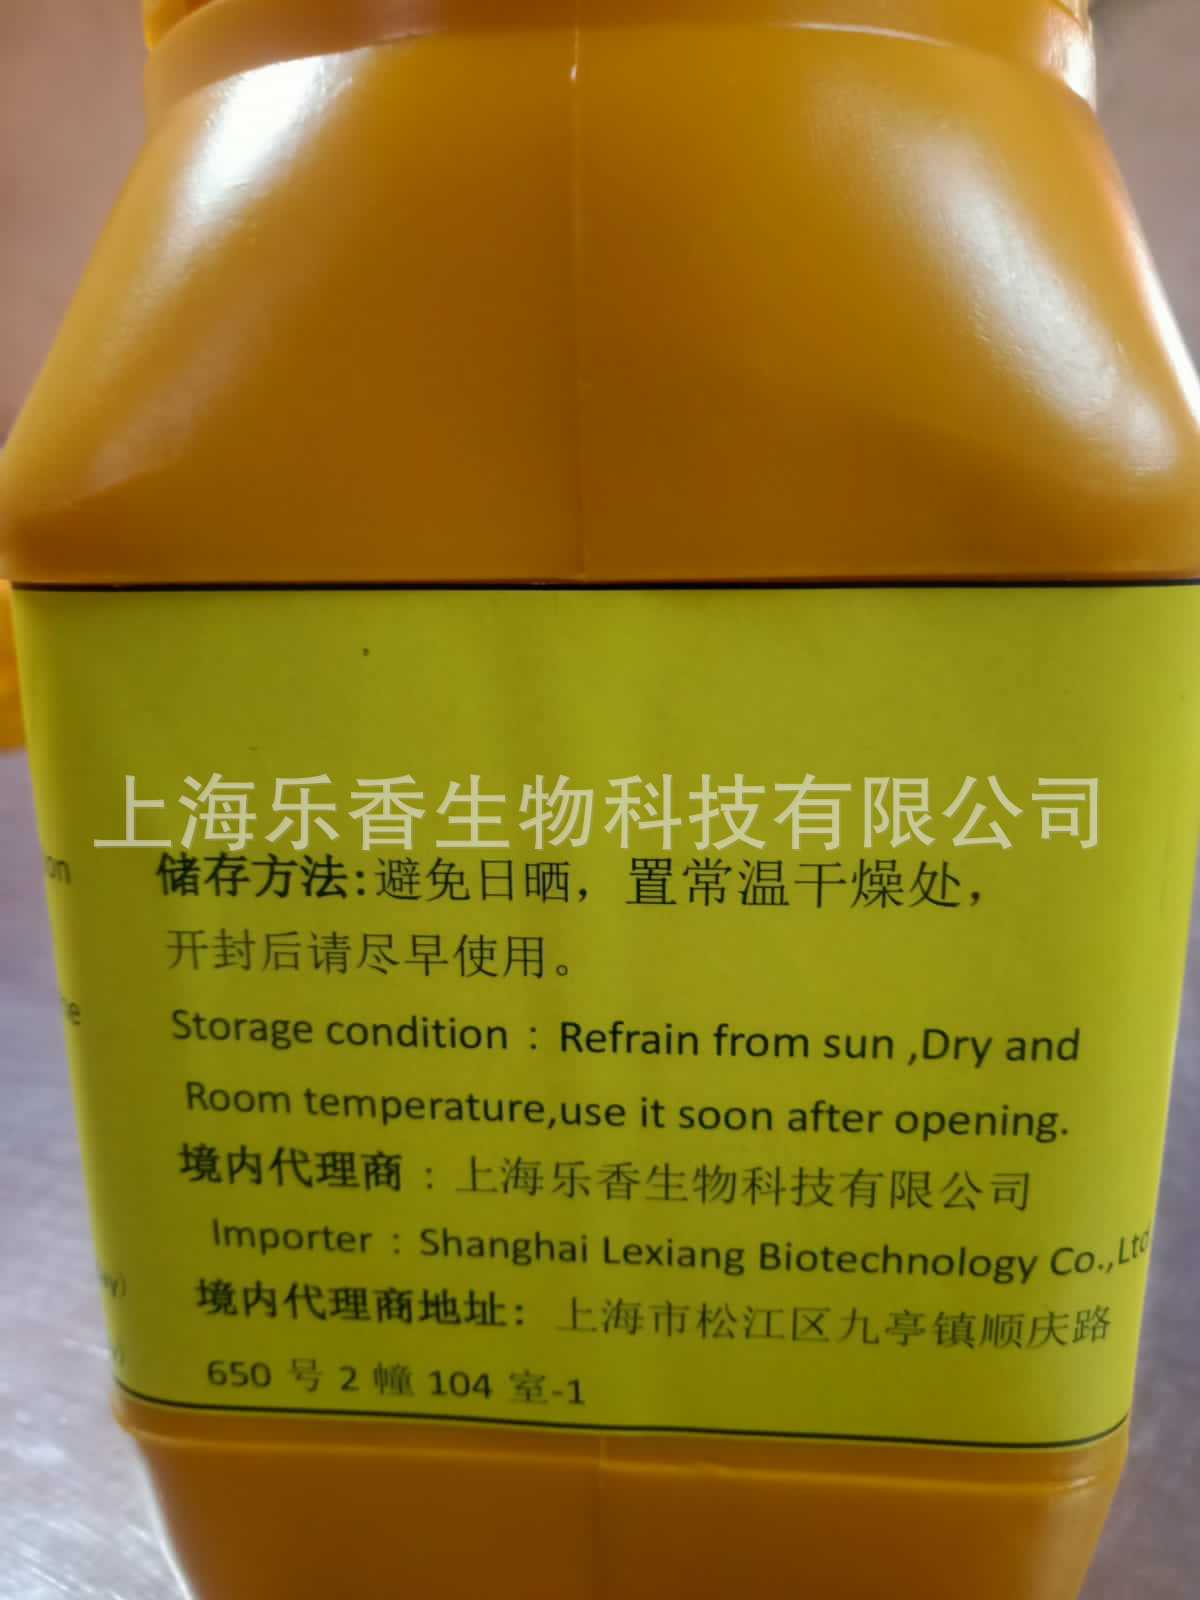 上海乐香生物科技有限公司
储存方法:避免日晒，置常温干燥处，
开封后请尽早使用。
Storage condition：Refrain from sun ,Dry and
Room temperature,use it soon after opening.
境内代理商：上海乐香生物科技有限公司
Importer：Shanghai Lexiang Biotechnology Co.,Ltd
境内代理商地址: 上海市松江区九亭镇顺庆路
650 号 2 幢 104 室-1